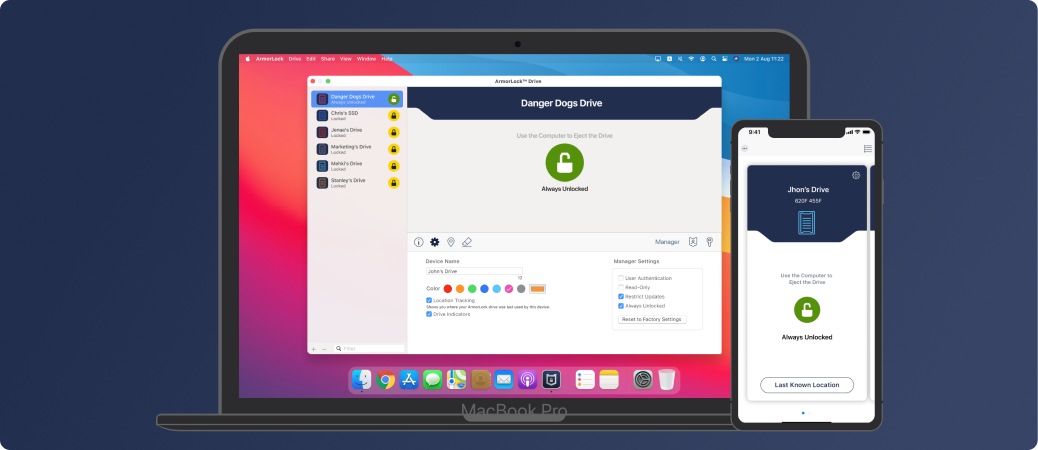 ArmorLock Drive Edit Share View Window Help
Mon 2 Aug 11:22
ArmorLock™ Drive
Danger Dogs Drive
Always Unlocked
Chris's SSD
Locked
Jenae's Drive
Locked
Marketing's Drive
Locked
Mehki's Drive
Locked
Stanley's Drive
Locked
Filter
Danger Dogs Drive
Use the Computer to Eject the Drive
Always Unlocked
Manager
Device Name
John's Drive
Color
Location Tracking
Shows you where your ArmorLock drive was last used by this device.
Drive Indicators
Manager Settings
User Authentication
Read-Only
Restrict Updates
Always Unlocked
Reset to Factory Settings
MacBook Pro
9:41
Jhon's Drive
620F 455F
Use the Computer to
Eject the Drive
Always Unlocked
Last Known Location